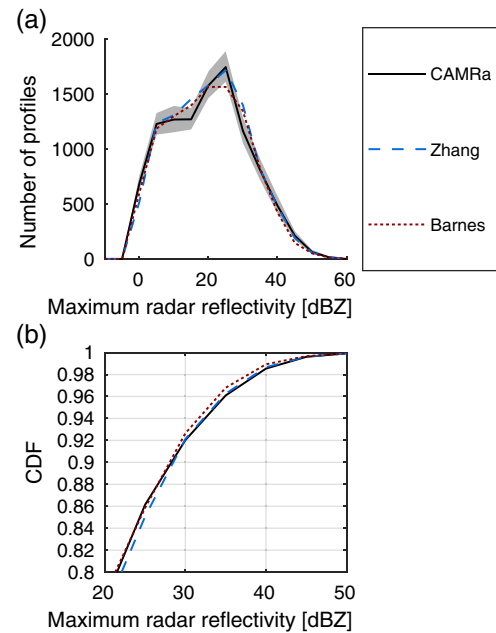 (a)
2000
1500
1000
500
0
Number of profiles
0 20 40 60
Maximum radar reflectivity [dBZ]
CAMRa
Zhang
Barnes
(b)
1
0.98
0.96
0.94
0.92
0.9
0.88
0.86
0.84
0.82
0.8
CDF
20 30 40 50
Maximum radar reflectivity [dBZ]